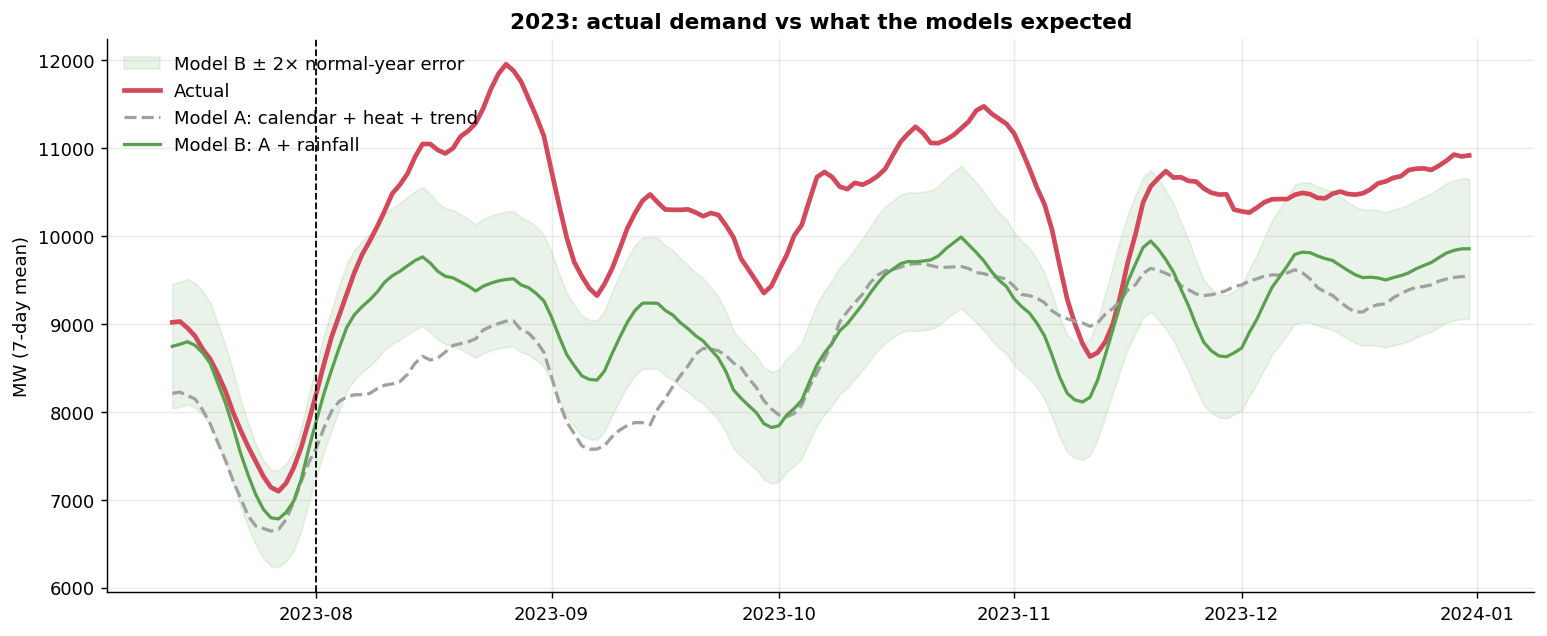 2023: actual demand vs what the models expected
MW (7-day mean)
12000
11000
10000
9000
8000
7000
6000
Model B ± 2× normal-year error
Actual
Model A: calendar + heat + trend
Model B: A + rainfall
2023-08
2023-09
2023-10
2023-11
2023-12
2024-01